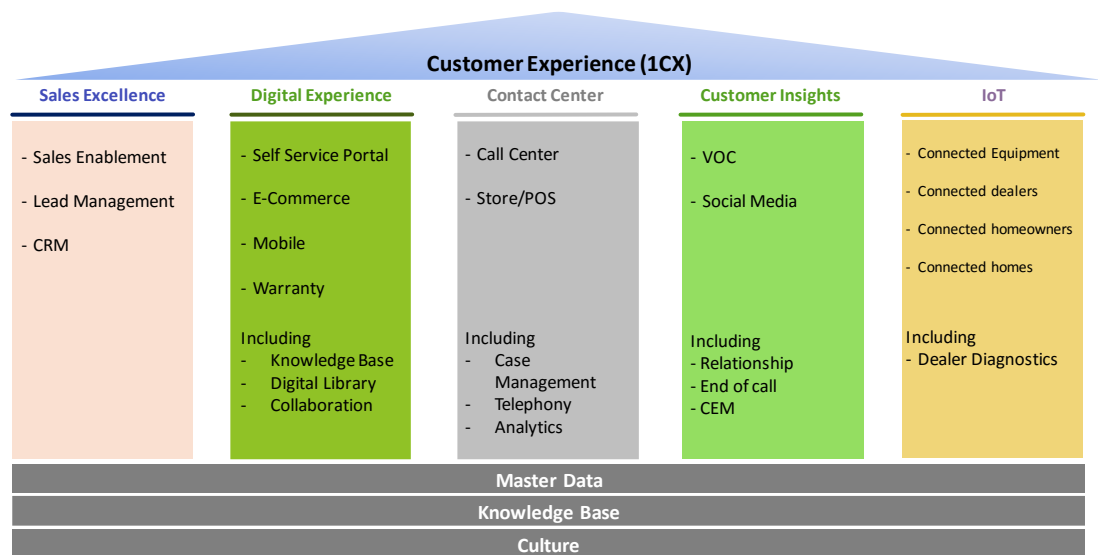 Customer Experience (1CX)
Sales Excellence
- Sales Enablement
- Lead Management
- CRM
Digital Experience
- Self Service Portal
- E-Commerce
- Mobile
- Warranty
Including
- Knowledge Base
- Digital Library
- Collaboration
Contact Center
- Call Center
- Store/POS
Including
- Case
Management
- Telephony
- Analytics
Customer Insights
- VOC
- Social Media
Including
- Relationship
- End of call
- CEM
IoT
- Connected Equipment
- Connected dealers
- Connected homeowners
- Connected homes
Including
- Dealer Diagnostics
Master Data
Knowledge Base
Culture